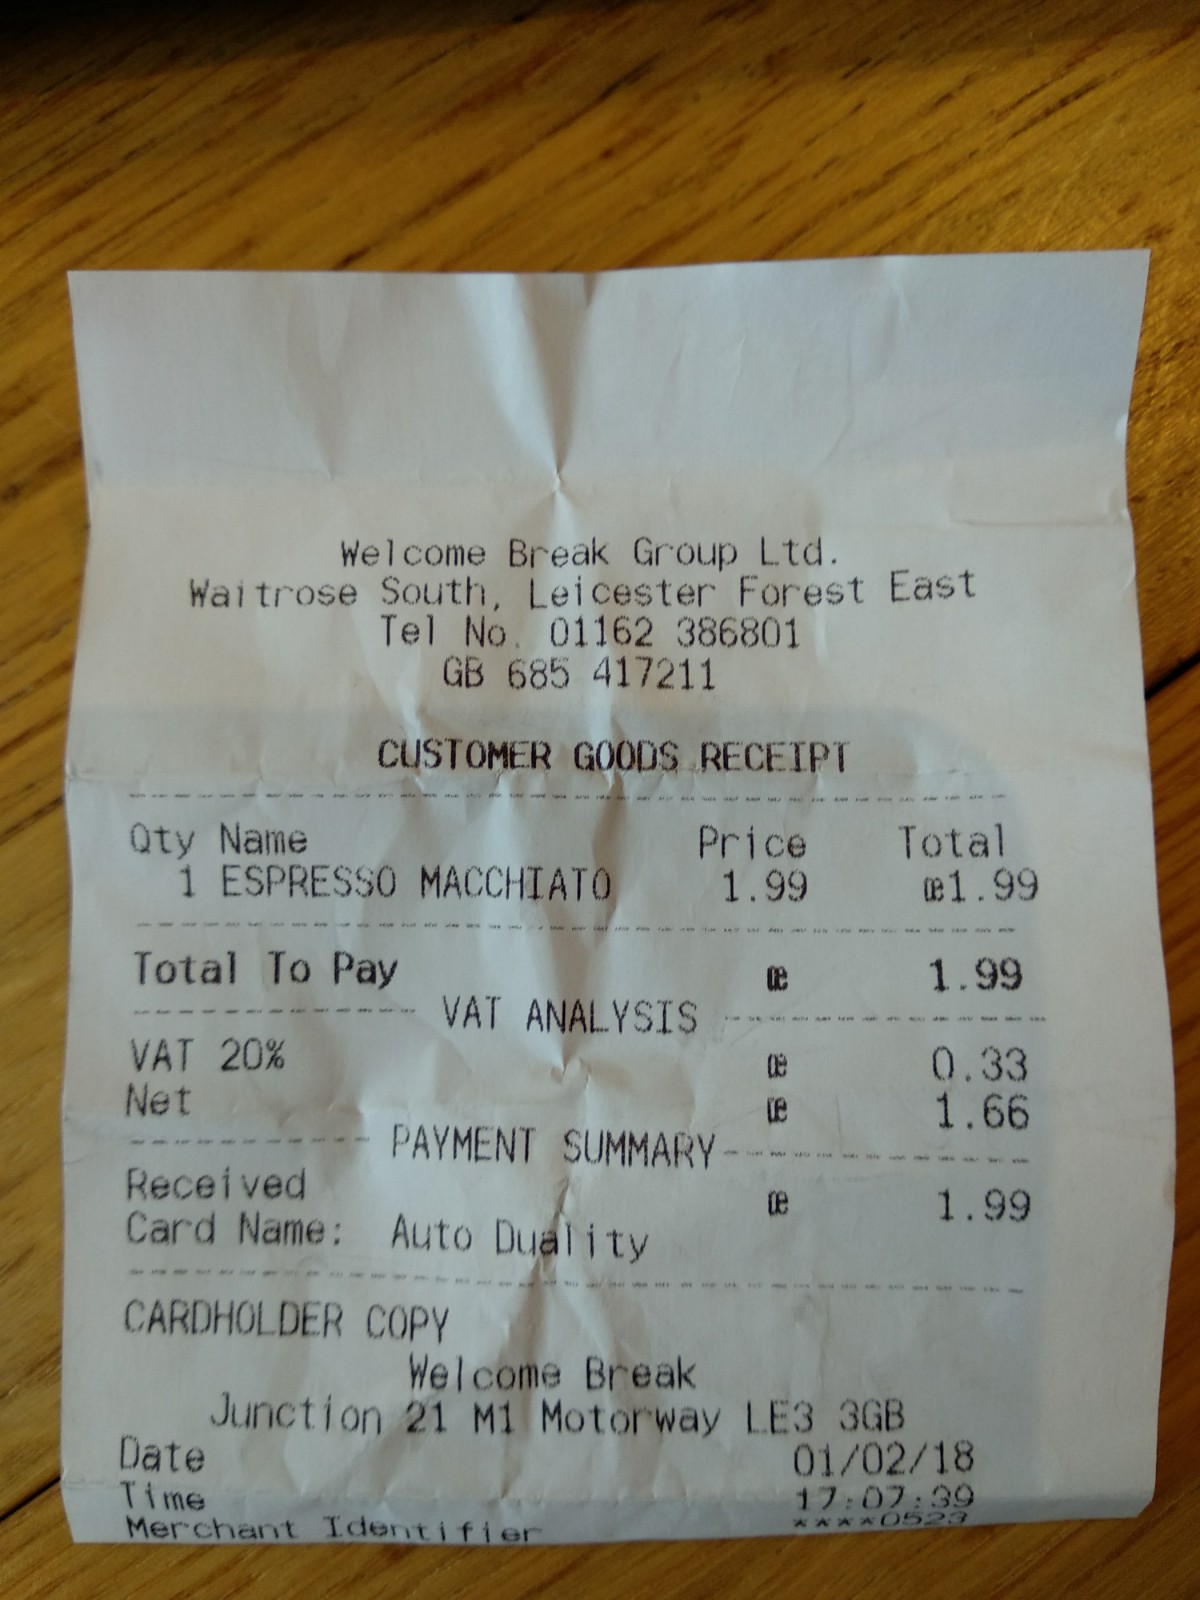 Welcome Break Group Ltd.
Waitrose South, Leicester Forest East
Tel No. 01162 386801
GB 685 417211
CUSTOMER GOODS RECEIPT
Qty Name Price Total
1 ESPRESSO MACCHIATO 1.99 œ1.99
Total To Pay œ 1.99
VAT ANALYSIS
VAT 20% œ 0.33
Net œ 1.66
PAYMENT SUMMARY
Received œ 1.99
Card Name: Auto Duality
CARDHOLDER COPY
Welcome Break
Junction 21 M1 Motorway LE3 3GB
Date 01/02/18
Time 17:07:39
Merchant Identifier ****0523